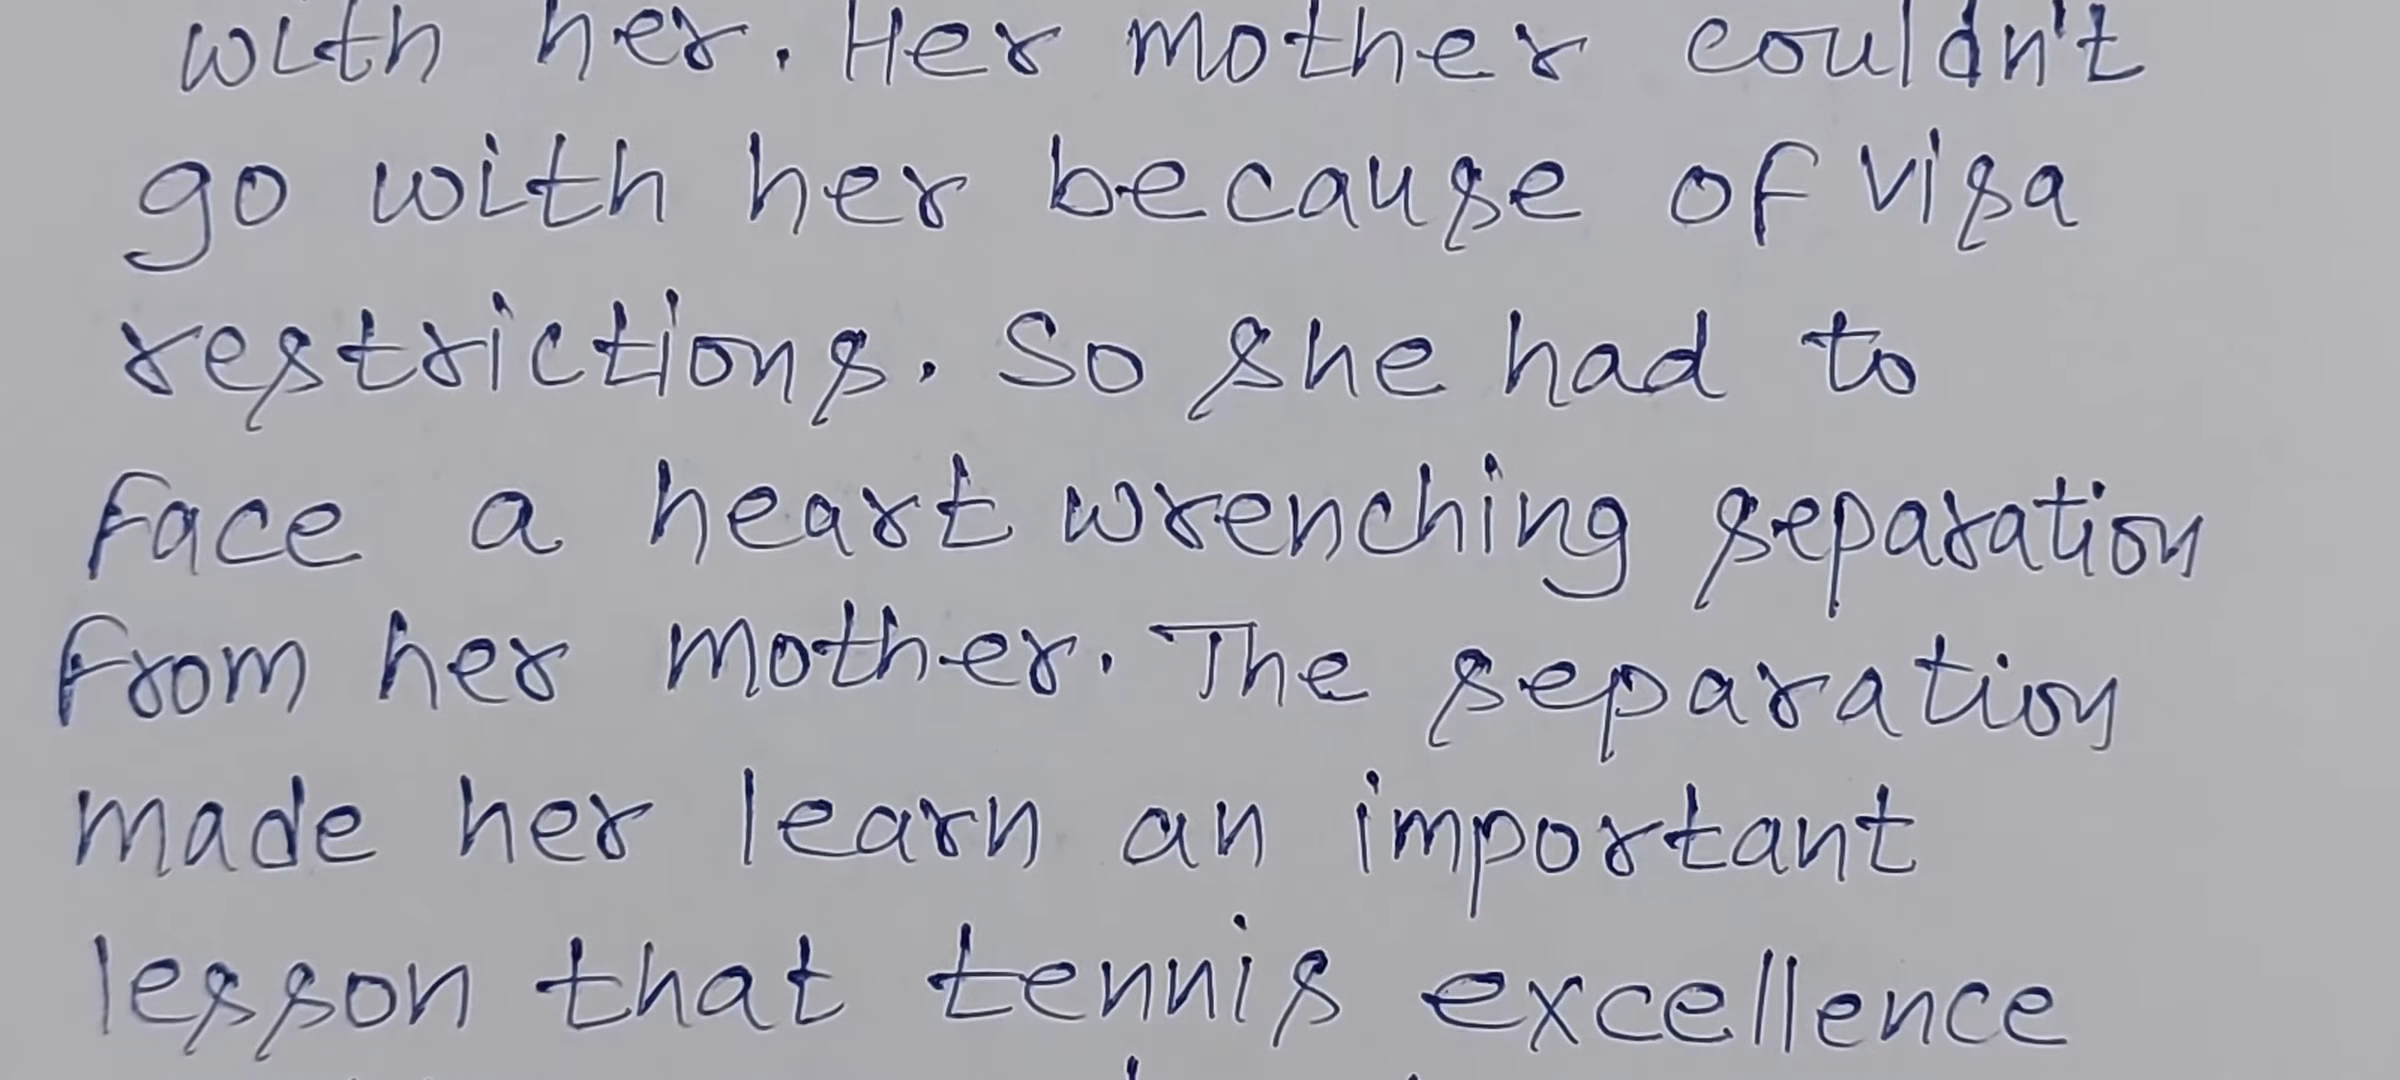 with her. Her mother couldn't
go with her because of visa
restrictions. So she had to
face a heart wrenching separation
from her mother. The separation
made her learn an important
lesson that tennis excellence